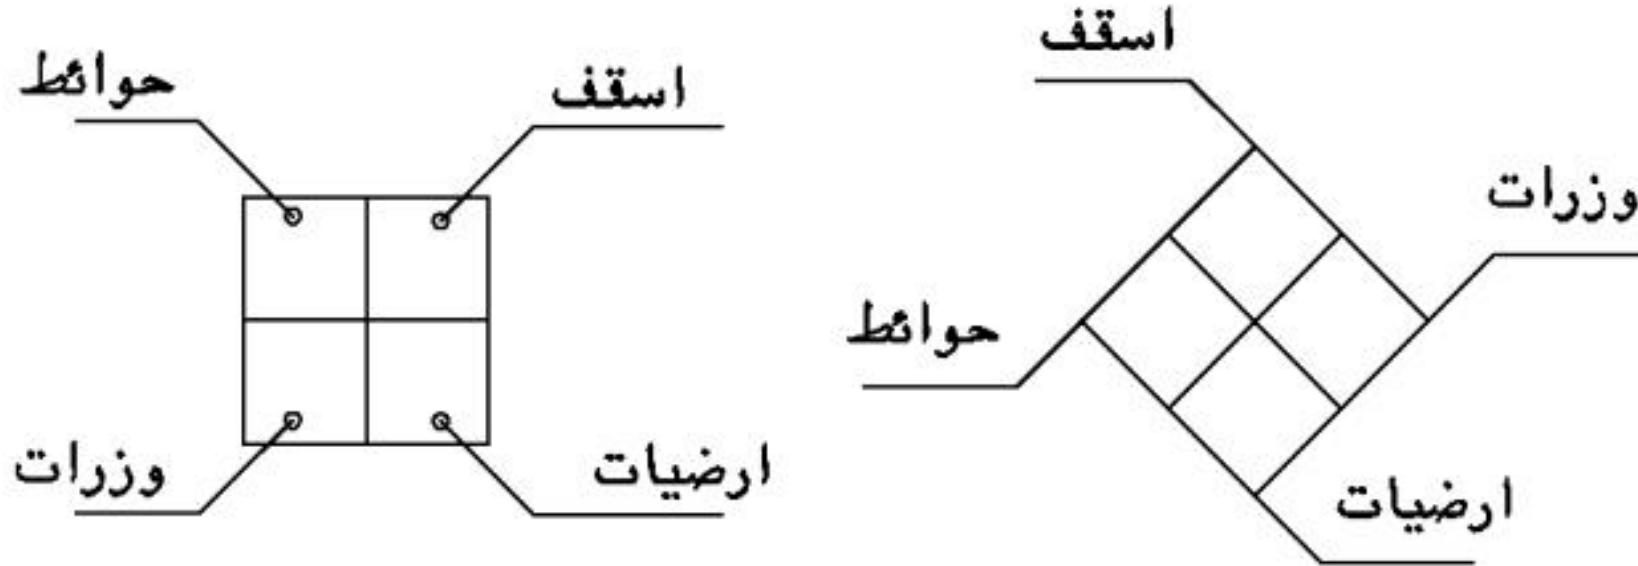 اسقف
حوائط
اسقف
وزرات
حوائط
ارضيات
وزرات
ارضيات